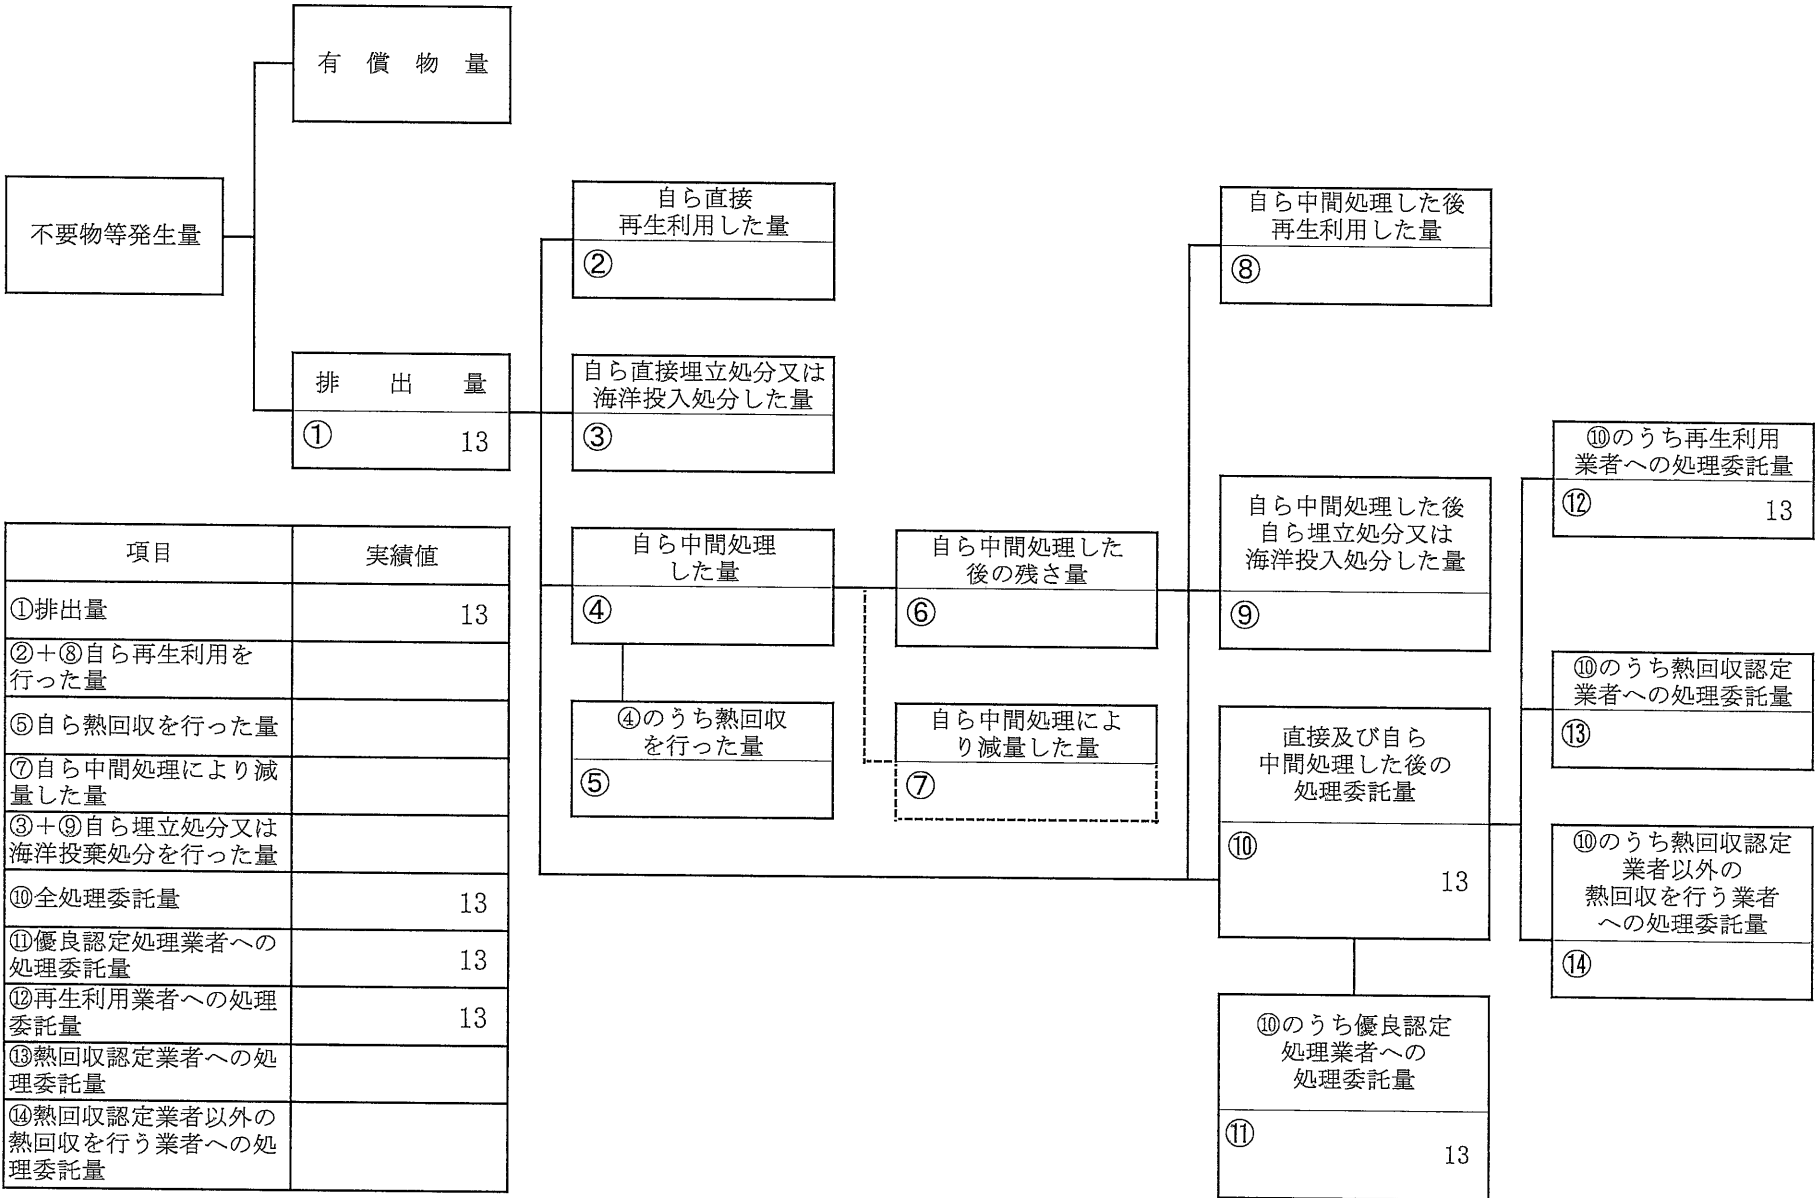 有償物量
不要物等発生量
排出量
① 13
自ら直接
再生利用した量
②
自ら直接埋立処分又は
海洋投入処分した量
③
自ら中間処理
した量
④
④のうち熱回収
を行った量
⑤
自ら中間処理した
後の残さ量
⑥
自ら中間処理によ
り減量した量
⑦
自ら中間処理した後
再生利用した量
⑧
自ら中間処理した後
自ら埋立処分又は
海洋投入処分した量
⑨
直接及び自ら
中間処理した後の
処理委託量
⑩
13
⑩のうち優良認定
処理業者への
処理委託量
⑪
13
⑩のうち再生利用
業者への処理委託量
⑫ 13
⑩のうち熱回収認定
業者への処理委託量
⑬
⑩のうち熱回収認定
業者以外の
熱回収を行う業者
への処理委託量
⑭
項目 実績値
①排出量 13
②+⑧自ら再生利用を
行った量
⑤自ら熱回収を行った量
⑦自ら中間処理により減
量した量
③+⑨自ら埋立処分又は
海洋投棄処分を行った量
⑩全処理委託量 13
⑪優良認定処理業者への
処理委託量 13
⑫再生利用業者への処理
委託量 13
⑬熱回収認定業者への処
理委託量
⑭熱回収認定業者以外の
熱回収を行う業者への処
理委託量